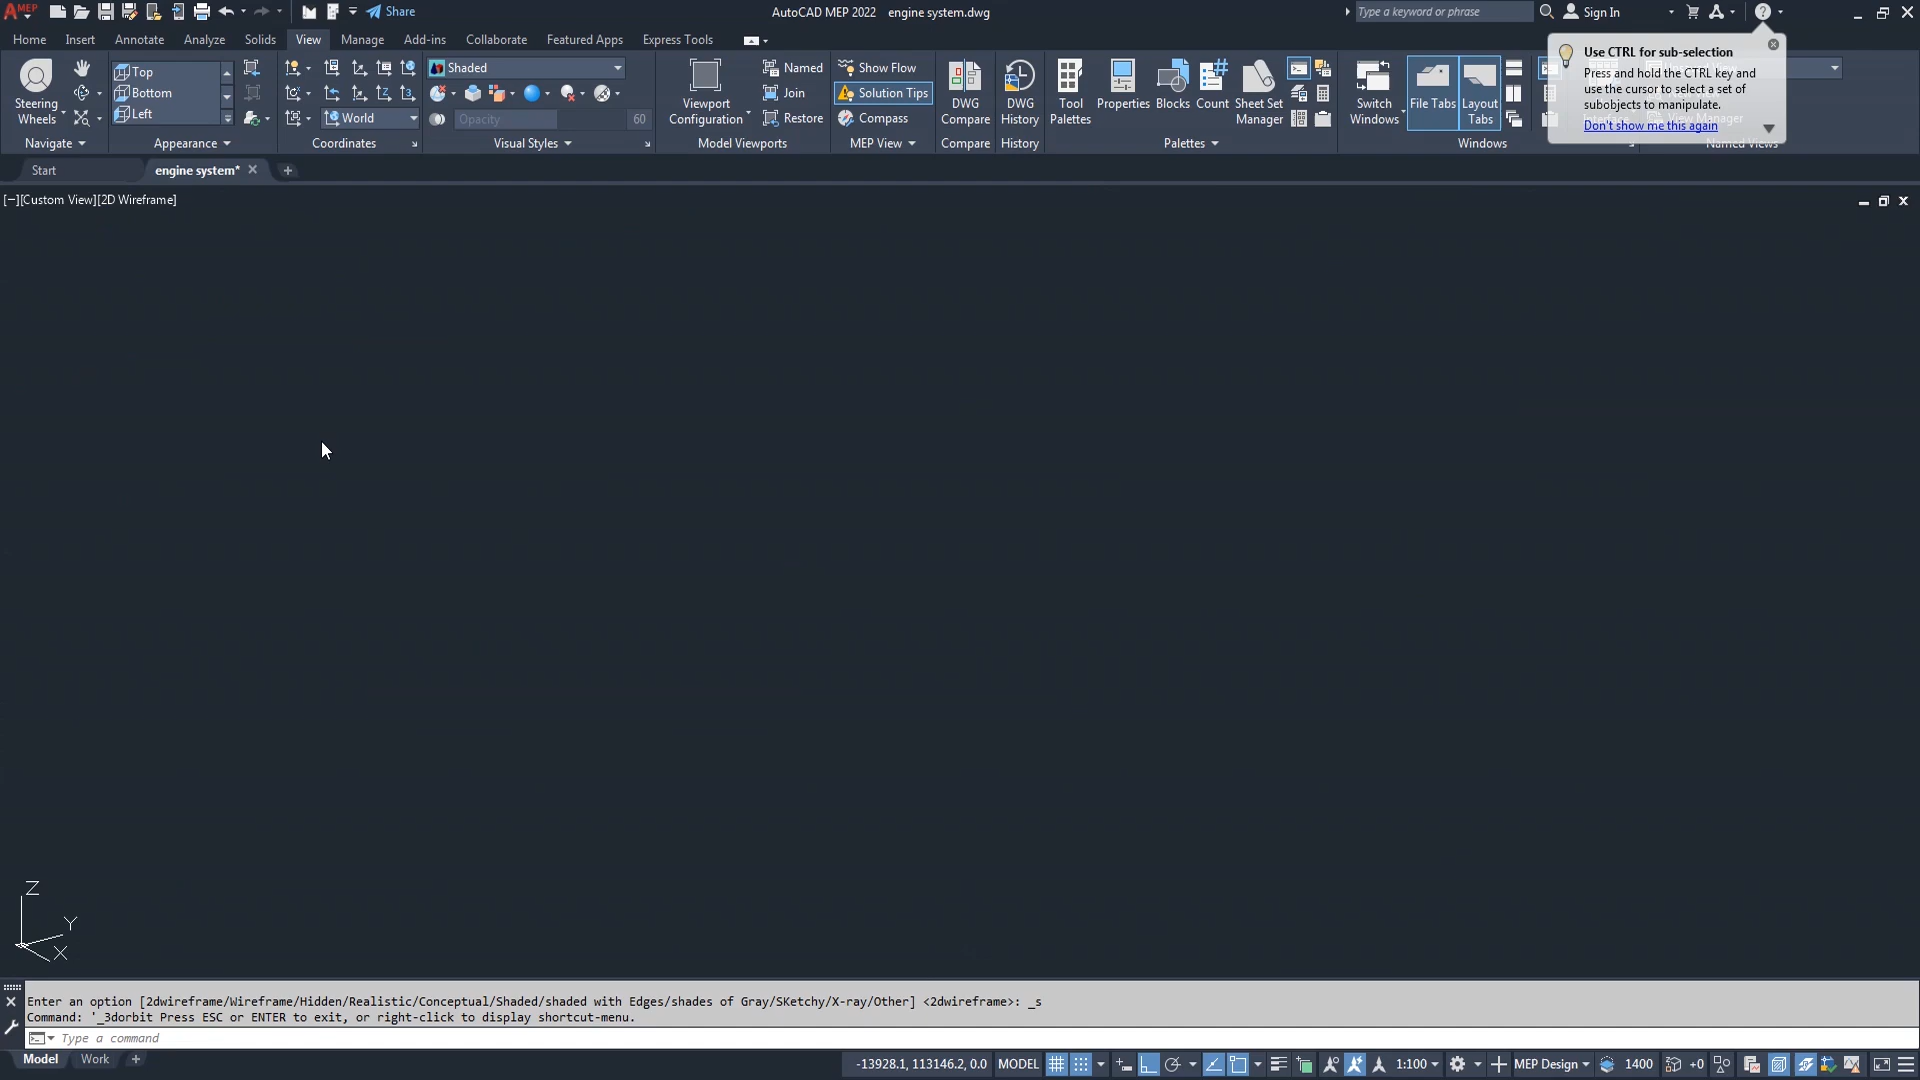 MEP
Share
AutoCAD MEP 2022 engine system.dwg
Type a keyword or phrase
Sign In
Home Insert Annotate Analyze Solids View Manage Add-ins Collaborate Featured Apps Express Tools
Steering
Wheels
Navigate
Top
Bottom
Left
Appearance
World
Coordinates
Shaded
Opacity 60
Visual Styles
Viewport
Configuration
Named
Join
Restore
Model Viewports
Show Flow
Solution Tips
Compass
MEP View
DWG
Compare
Compare
DWG
History
History
Tool
Palettes
Properties
Blocks
Count
Sheet Set
Manager
Palettes
Switch
Windows
File Tabs
Layout
Tabs
Windows
Use CTRL for sub-selection
Press and hold the CTRL key and
use the cursor to select a set of
subobjects to manipulate.
Don't show me this again
View Manager
Named Views
Start
engine system*
[−][Custom View][2D Wireframe]
Z
Y
X
Enter an option [2dwireframe/Wireframe/Hidden/Realistic/Conceptual/Shaded/shaded with Edges/shades of Gray/SKetchy/X-ray/Other] <2dwireframe>: _s
Command: '_3dorbit Press ESC or ENTER to exit, or right-click to display shortcut-menu.
Type a command
Model Work
-13928.1, 113146.2, 0.0 MODEL 1:100 MEP Design 1400 +0